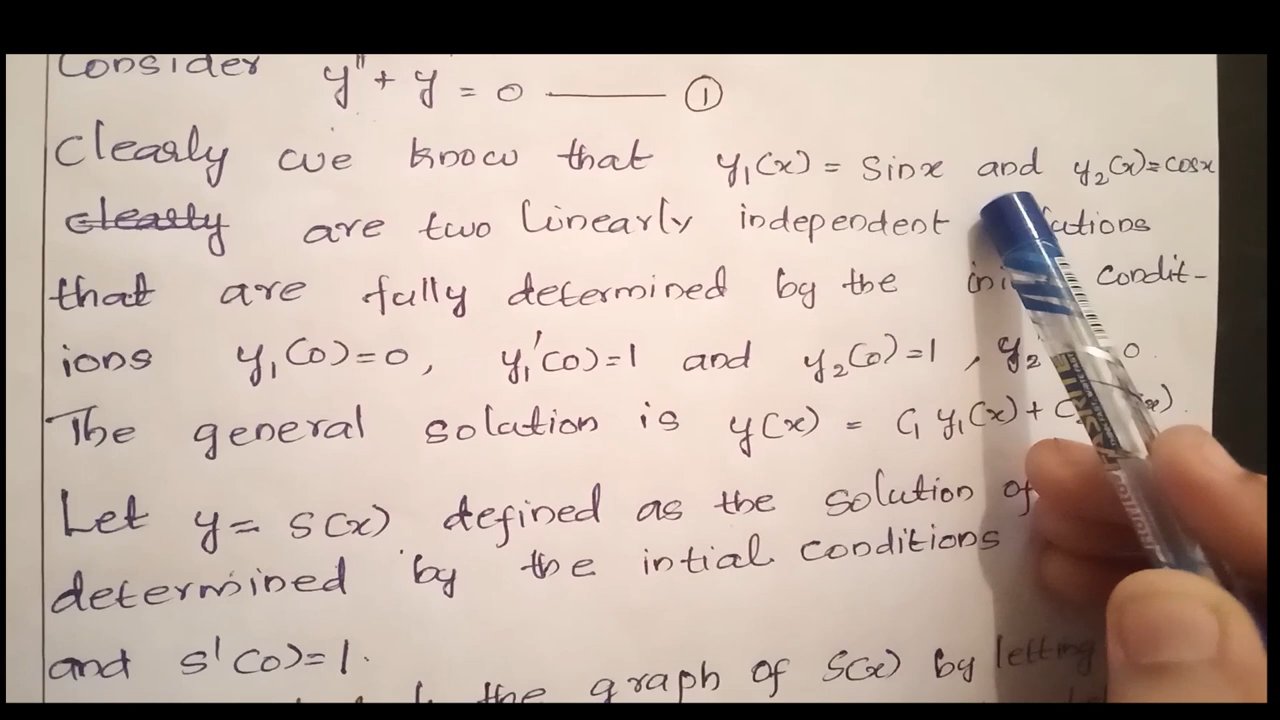 Consider y" + y = 0 ——— ①
Clearly we know that y₁(x) = sinx and y₂(x)=cosx
clearly are two linearly independent
that are fully determined by the condit-
ions y₁(0)=0, y₁'(0)=1 and y₂(0)=1, y₂ 0.
The general solution is y(x) = C₁ y₁(x) + C (x).
Let y = s(x) defined as the solution of
determined by the intial conditions
and s'(0)=1.
the graph of s(x) by letting